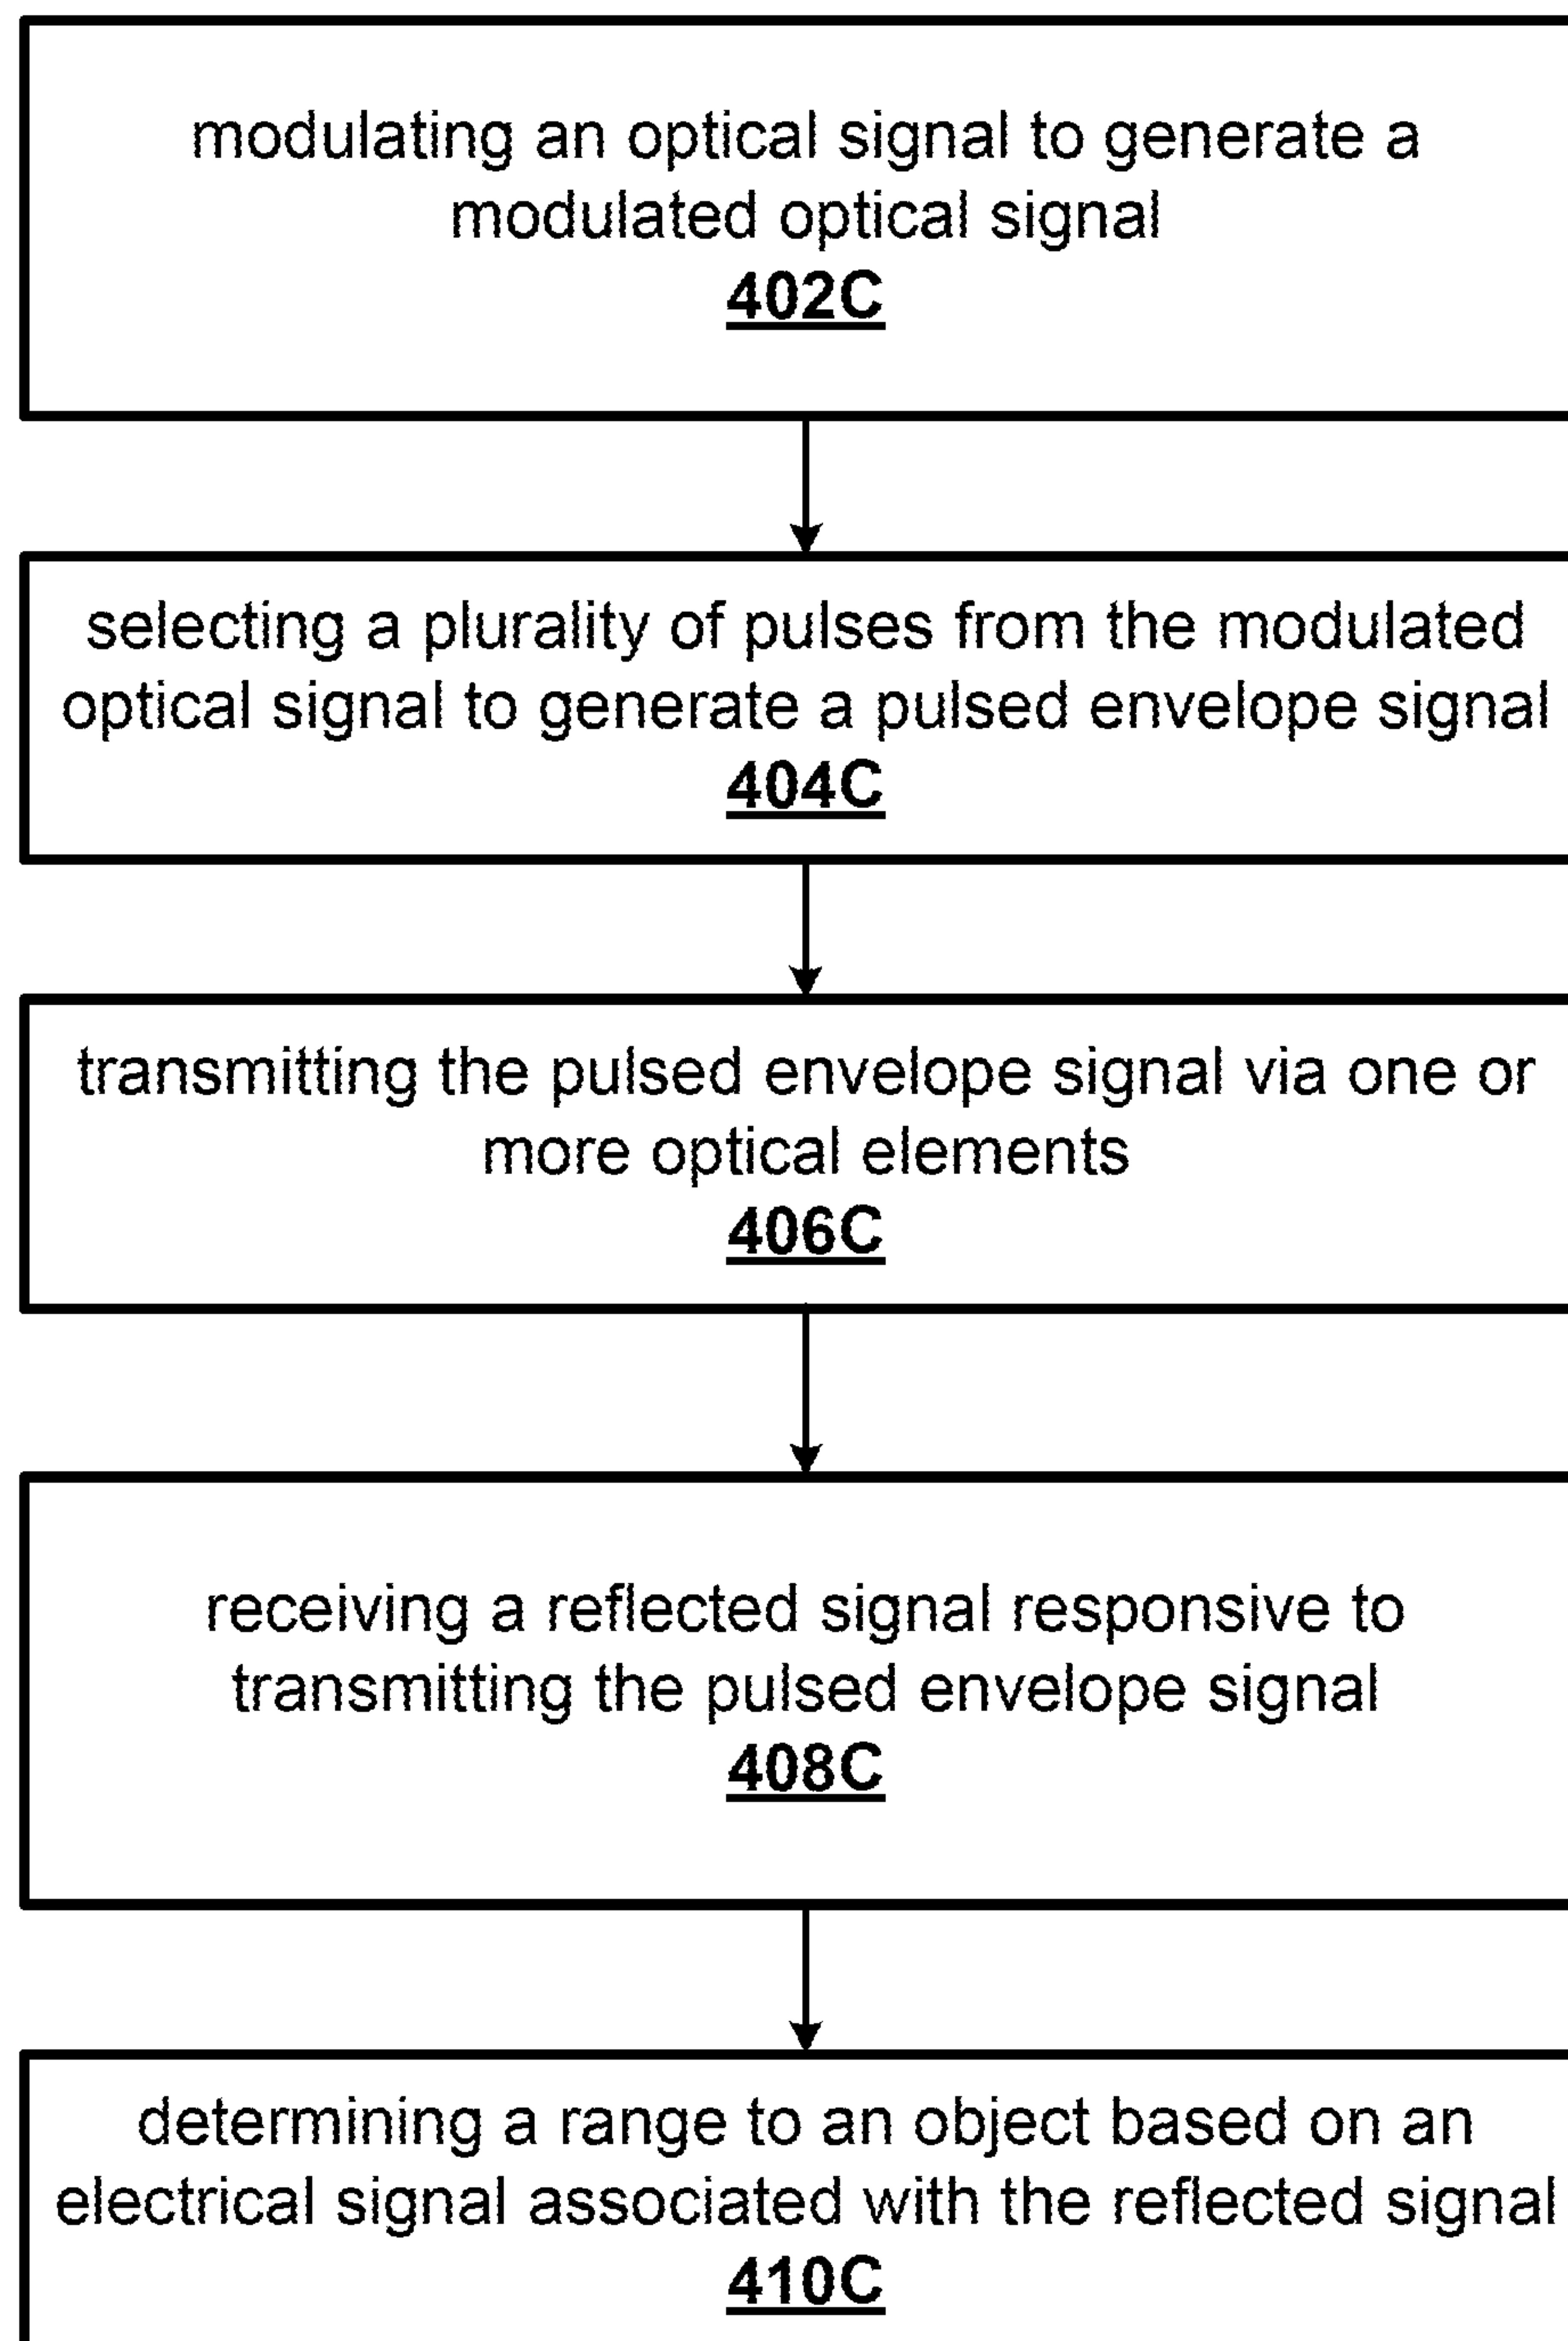 modulating an optical signal to generate a
modulated optical signal
402C
selecting a plurality of pulses from the modulated
optical signal to generate a pulsed envelope signal
404C
transmitting the pulsed envelope signal via one or
more optical elements
406C
receiving a reflected signal responsive to
transmitting the pulsed envelope signal
408C
determining a range to an object based on an
electrical signal associated with the reflected signal
410C